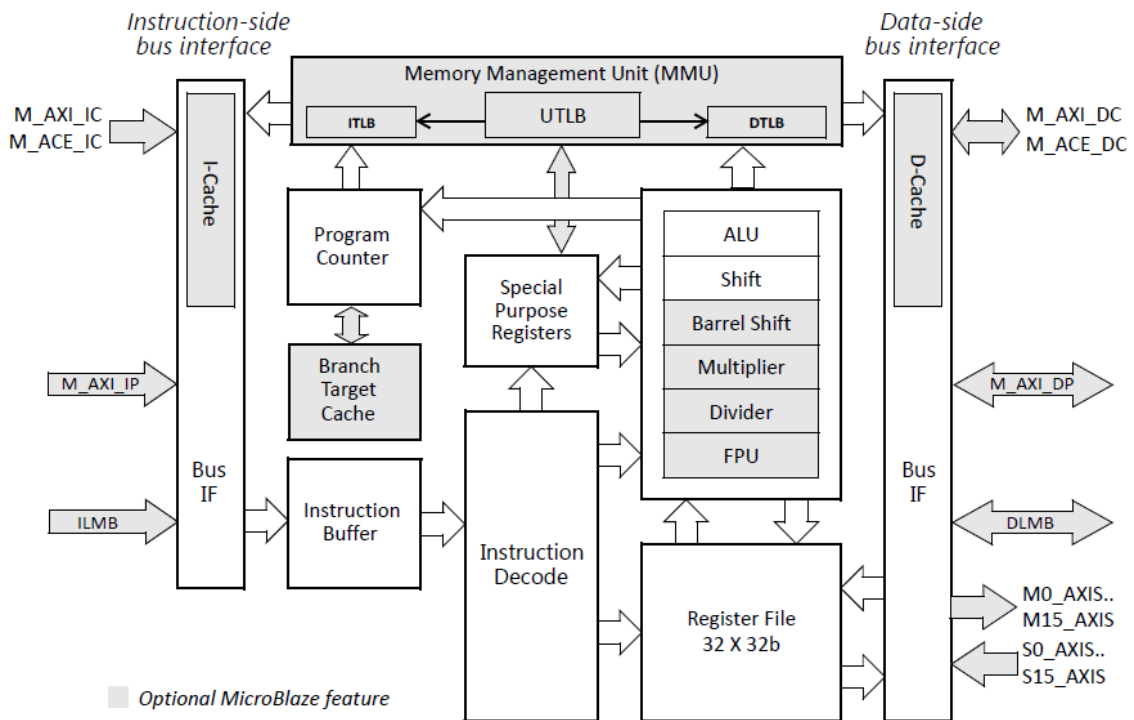 Instruction-side
bus interface
Data-side
bus interface
Memory Management Unit (MMU)
ITLB
UTLB
DTLB
M_AXI_IC
M_ACE_IC
I-Cache
D-Cache
M_AXI_DC
M_ACE_DC
Program
Counter
Special
Purpose
Registers
ALU
Shift
Barrel Shift
Multiplier
Divider
FPU
Branch
Target
Cache
M_AXI_IP
M_AXI_DP
Bus
IF
Bus
IF
ILMB
DLMB
Instruction
Buffer
Instruction
Decode
Register File
32 X 32b
M0_AXIS..
M15_AXIS
S0_AXIS..
S15_AXIS
Optional MicroBlaze feature